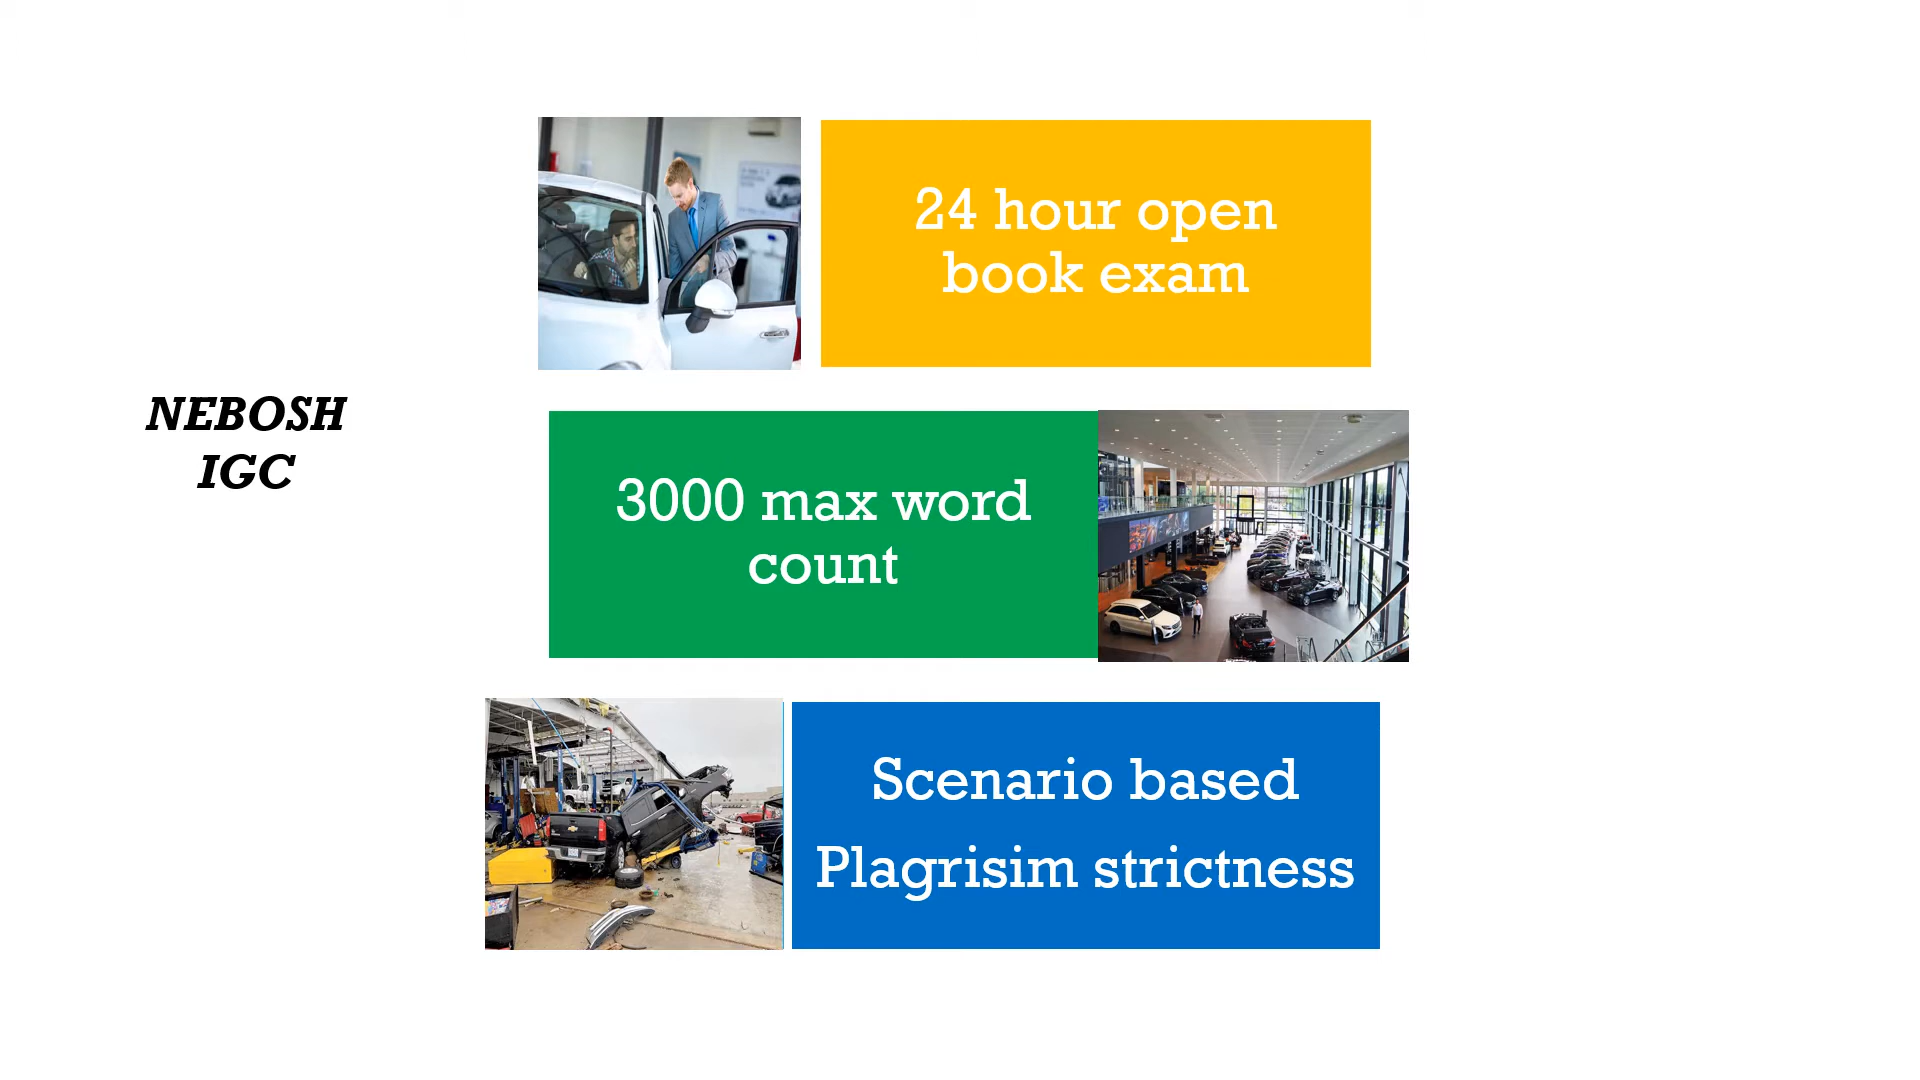 NEBOSH
IGC
24 hour open
book exam
3000 max word
count
Scenario based
Plagrisim strictness